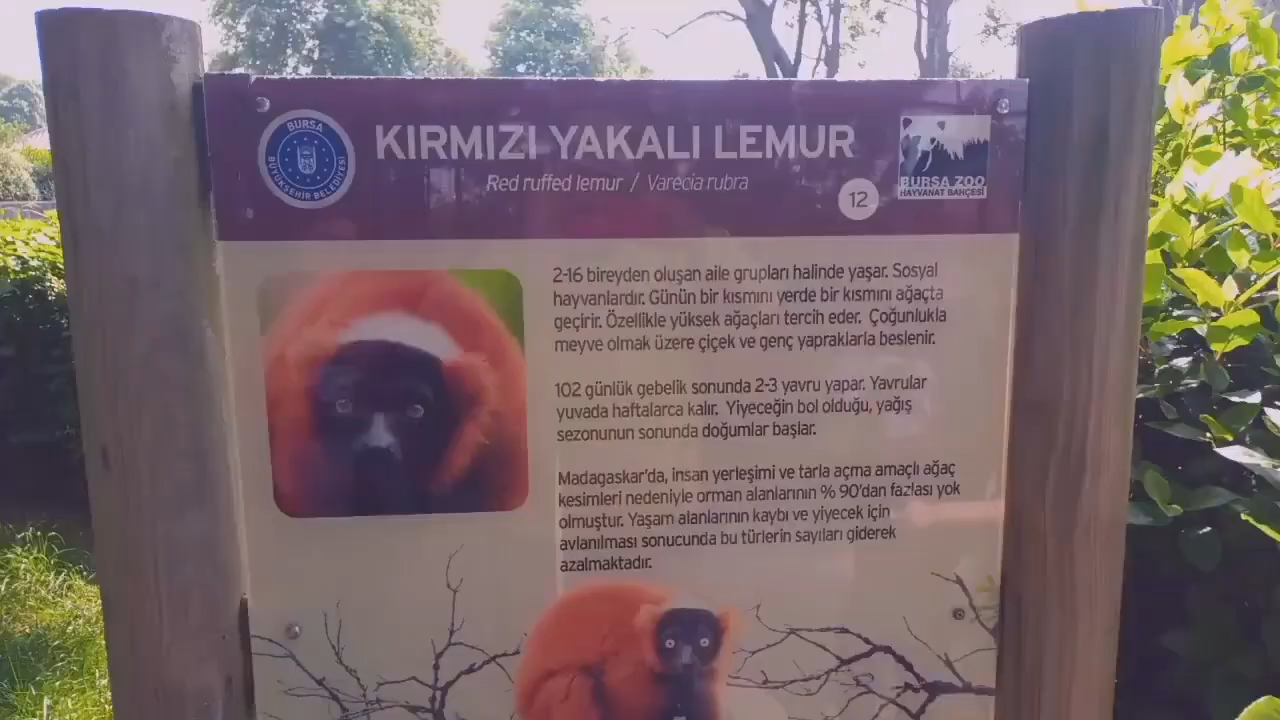 BURSA
BÜYÜKŞEHİR BELEDİYESİ
KIRMIZI YAKALI LEMUR
Red ruffed lemur / Varecia rubra
12
BURSA ZOO
HAYVANAT BAHÇESİ
2-16 bireyden oluşan aile grupları halinde yaşar. Sosyal
hayvanlardır. Günün bir kısmını yerde bir kısmını ağaçta
geçirir. Özellikle yüksek ağaçları tercih eder. Çoğunlukla
meyve olmak üzere çiçek ve genç yapraklarla beslenir.
102 günlük gebelik sonunda 2-3 yavru yapar. Yavrular
yuvada haftalarca kalır. Yiyeceğin bol olduğu, yağış
sezonunun sonunda doğumlar başlar.
Madagaskar'da, insan yerleşimi ve tarla açma amaçlı ağaç
kesimleri nedeniyle orman alanlarının % 90'dan fazlası yok
olmuştur. Yaşam alanlarının kaybı ve yiyecek için
avlanılması sonucunda bu türlerin sayıları giderek
azalmaktadır.